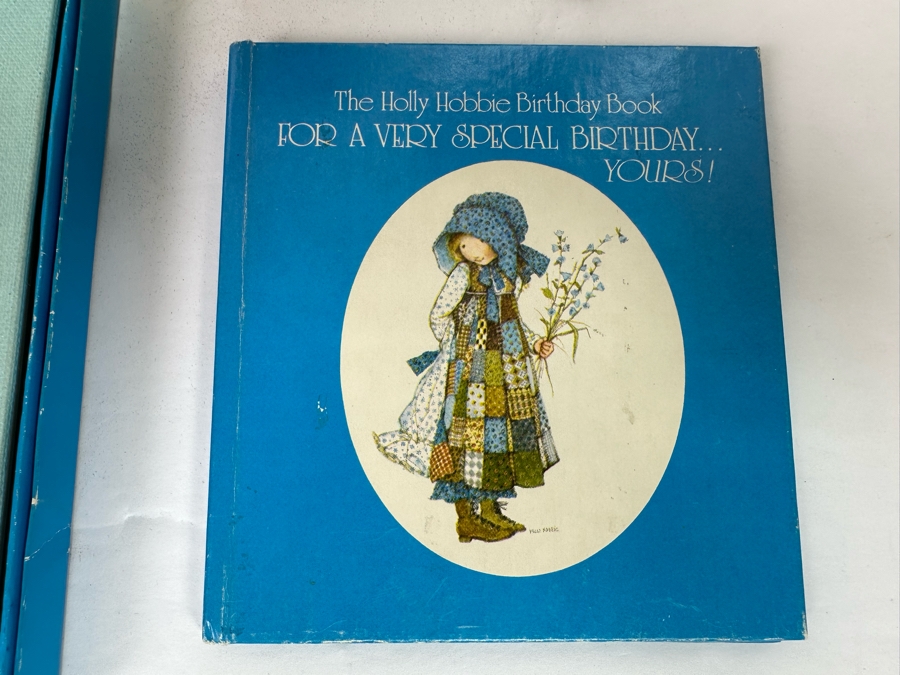 The Holly Hobbie Birthday Book
FOR A VERY SPECIAL BIRTHDAY...
YOURS!